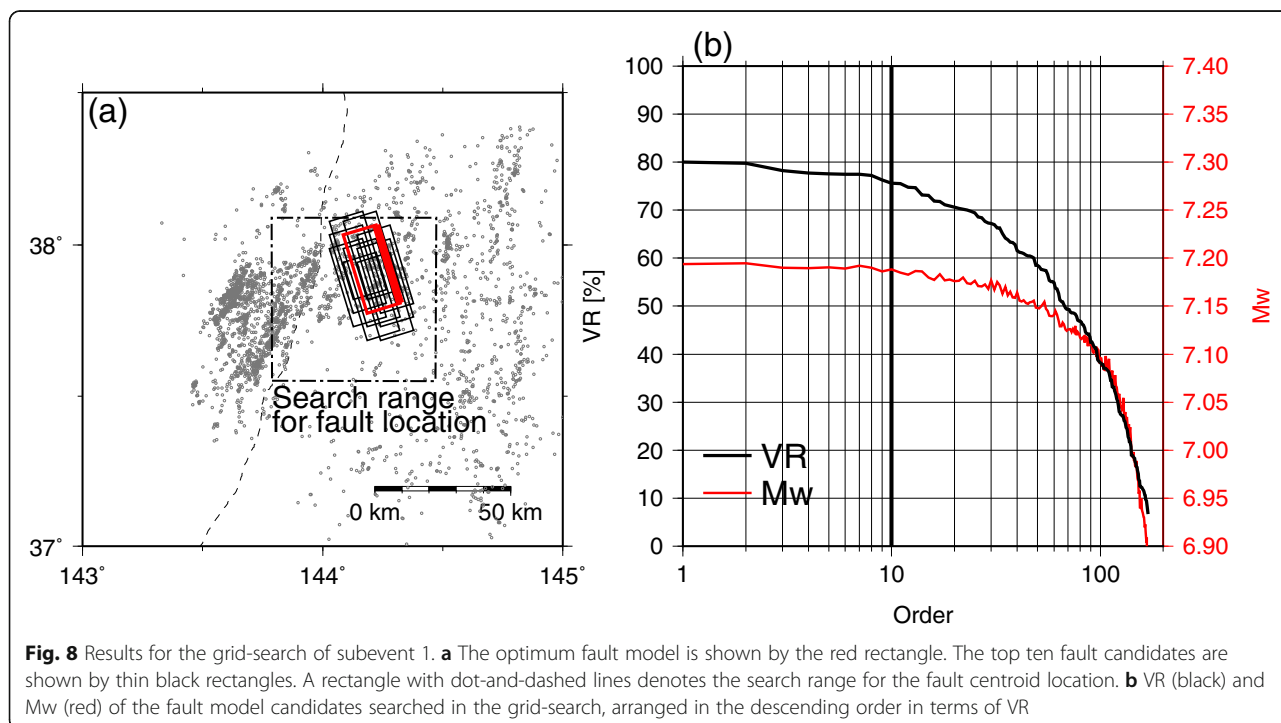 (a)
38°
37°
143°
144°
145°
Search range
for fault location
0 km
50 km
(b)
100
90
80
70
60
50
40
30
20
10
0
VR [%]
7.40
7.35
7.30
7.25
7.20
7.15
7.10
7.05
7.00
6.95
6.90
Mw
VR
Mw
1
10
100
Order
Fig. 8 Results for the grid-search of subevent 1. a The optimum fault model is shown by the red rectangle. The top ten fault candidates are
shown by thin black rectangles. A rectangle with dot-and-dashed lines denotes the search range for the fault centroid location. b VR (black) and
Mw (red) of the fault model candidates searched in the grid-search, arranged in the descending order in terms of VR